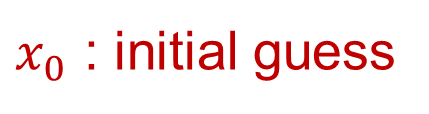 x₀ : initial guess